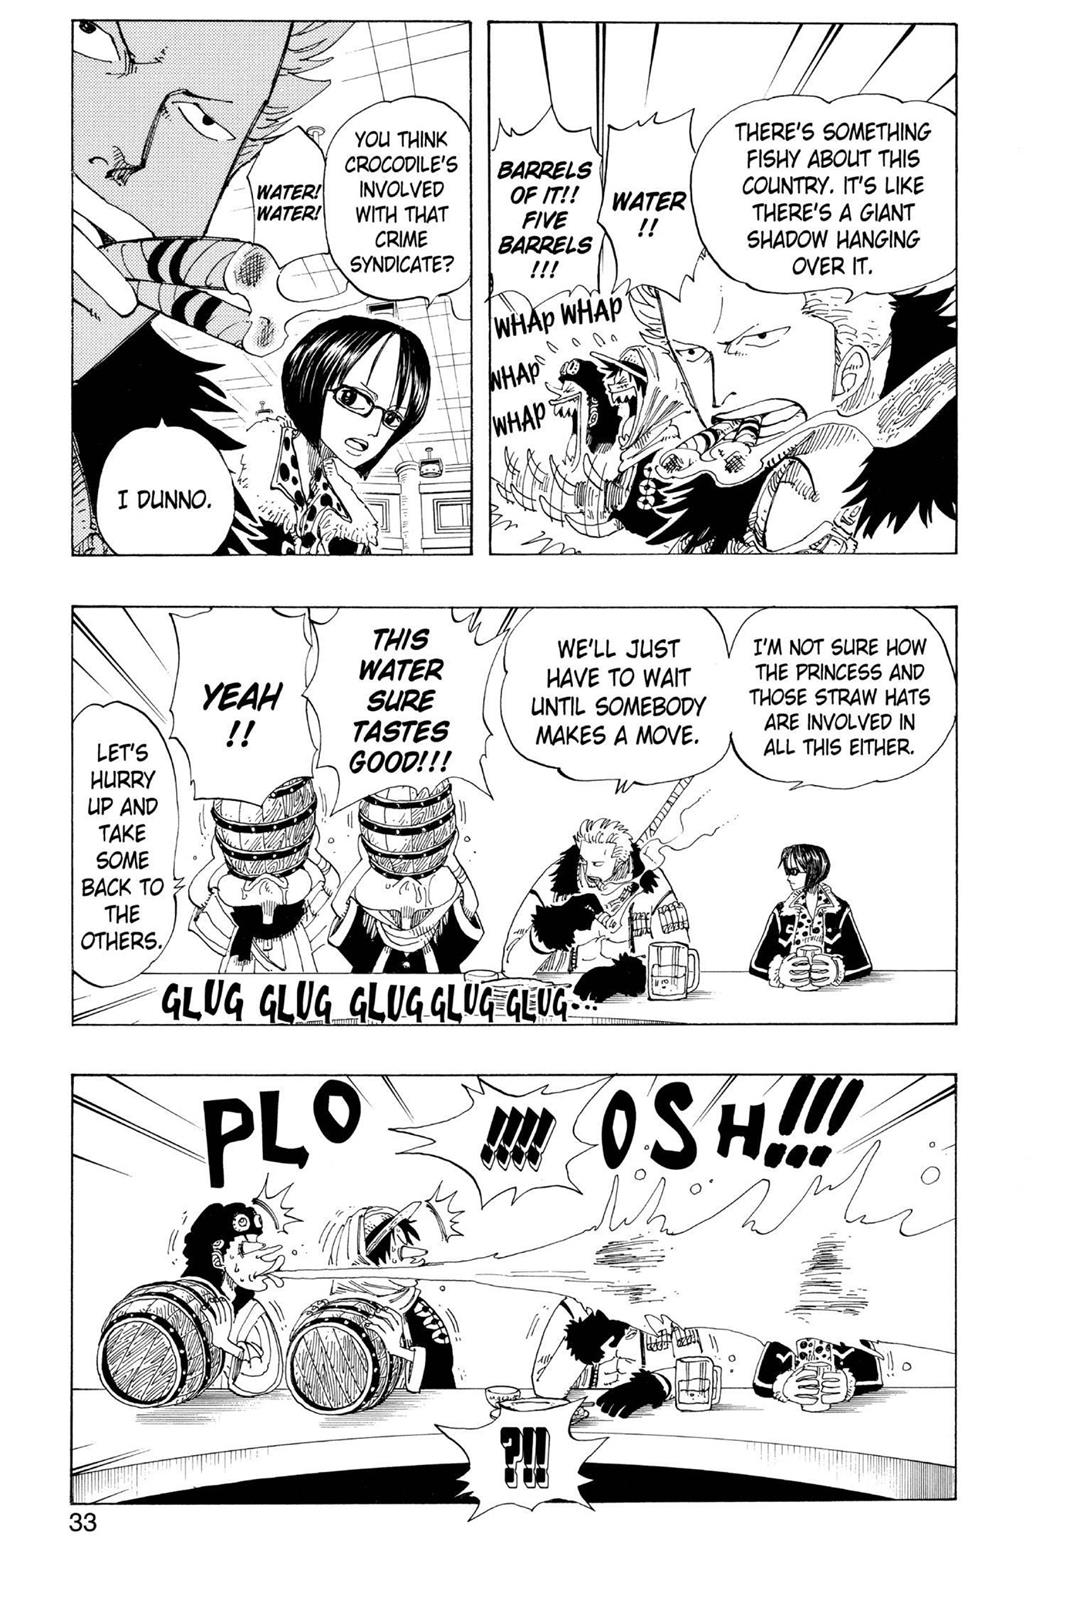 THERE'S SOMETHING
FISHY ABOUT THIS
COUNTRY. IT'S LIKE
THERE'S A GIANT
SHADOW HANGING
OVER IT.
WATER
!!
BARRELS
OF IT!!
FIVE
BARRELS
!!!
WHAP WHAP
WHAP
WHAP
YOU THINK
CROCODILE'S
INVOLVED
WITH THAT
CRIME
SYNDICATE?
WATER!
WATER!
I DUNNO.
I'M NOT SURE HOW
THE PRINCESS AND
THOSE STRAW HATS
ARE INVOLVED IN
ALL THIS EITHER.
WE'LL JUST
HAVE TO WAIT
UNTIL SOMEBODY
MAKES A MOVE.
THIS
WATER
SURE
TASTES
GOOD!!!
YEAH
!!
LET'S
HURRY
UP AND
TAKE
SOME
BACK TO
THE
OTHERS.
GLUG GLUG GLUG GLUG GLUG...
PLO OSH!!!
!!!!!
?!!
33